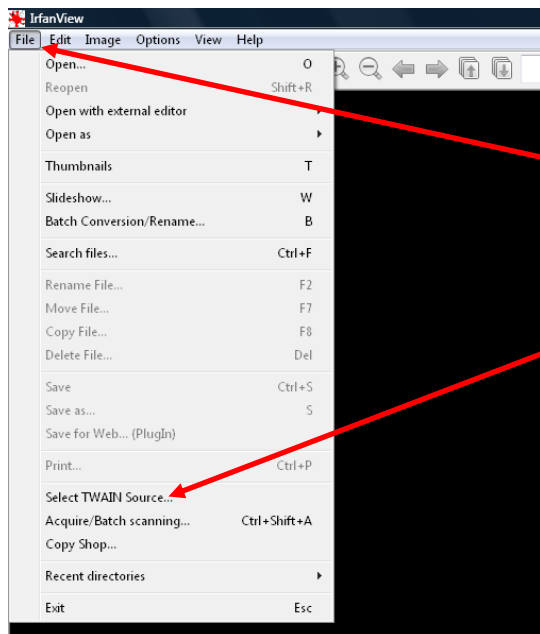 IrfanView
File Edit Image Options View Help
Open... O
Reopen Shift+R
Open with external editor
Open as
Thumbnails T
Slideshow... W
Batch Conversion/Rename... B
Search files... Ctrl+F
Rename File... F2
Move File... F7
Copy File... F8
Delete File... Del
Save Ctrl+S
Save as... S
Save for Web... (PlugIn)
Print... Ctrl+P
Select TWAIN Source...
Acquire/Batch scanning... Ctrl+Shift+A
Copy Shop...
Recent directories
Exit Esc